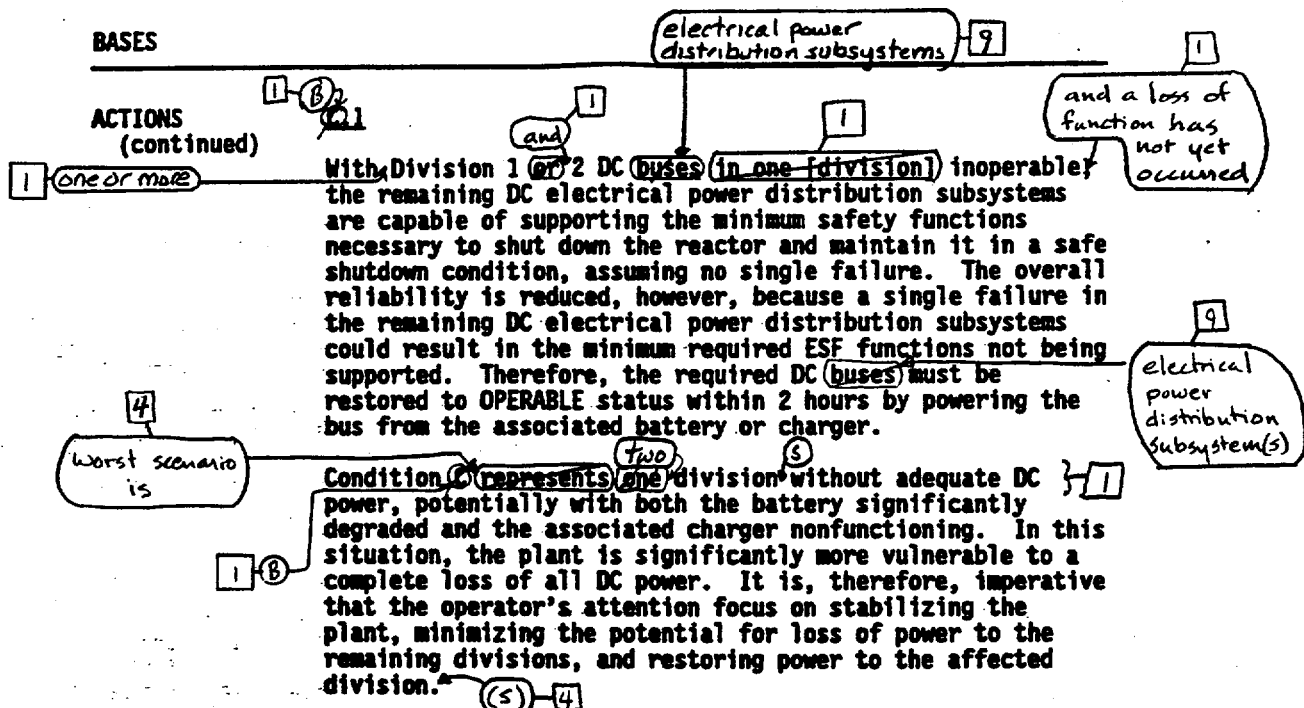 BASES
electrical power
distribution subsystems
9
1
and a loss of
function has
not yet
occurred
1
B
C.1
ACTIONS
(continued)
and
1
1
1
one or more
With Division 1 or 2 DC buses in one [division] inoperable,
the remaining DC electrical power distribution subsystems
are capable of supporting the minimum safety functions
necessary to shut down the reactor and maintain it in a safe
shutdown condition, assuming no single failure. The overall
reliability is reduced, however, because a single failure in
the remaining DC electrical power distribution subsystems
could result in the minimum required ESF functions not being
supported. Therefore, the required DC buses must be
restored to OPERABLE status within 2 hours by powering the
bus from the associated battery or charger.
9
electrical
power
distribution
subsystem(s)
4
worst scenario
is
two
s
Condition C represents one division without adequate DC
1
power, potentially with both the battery significantly
degraded and the associated charger nonfunctioning. In this
situation, the plant is significantly more vulnerable to a
1 B
complete loss of all DC power. It is, therefore, imperative
that the operator's attention focus on stabilizing the
plant, minimizing the potential for loss of power to the
remaining divisions, and restoring power to the affected
division.
(s) 4